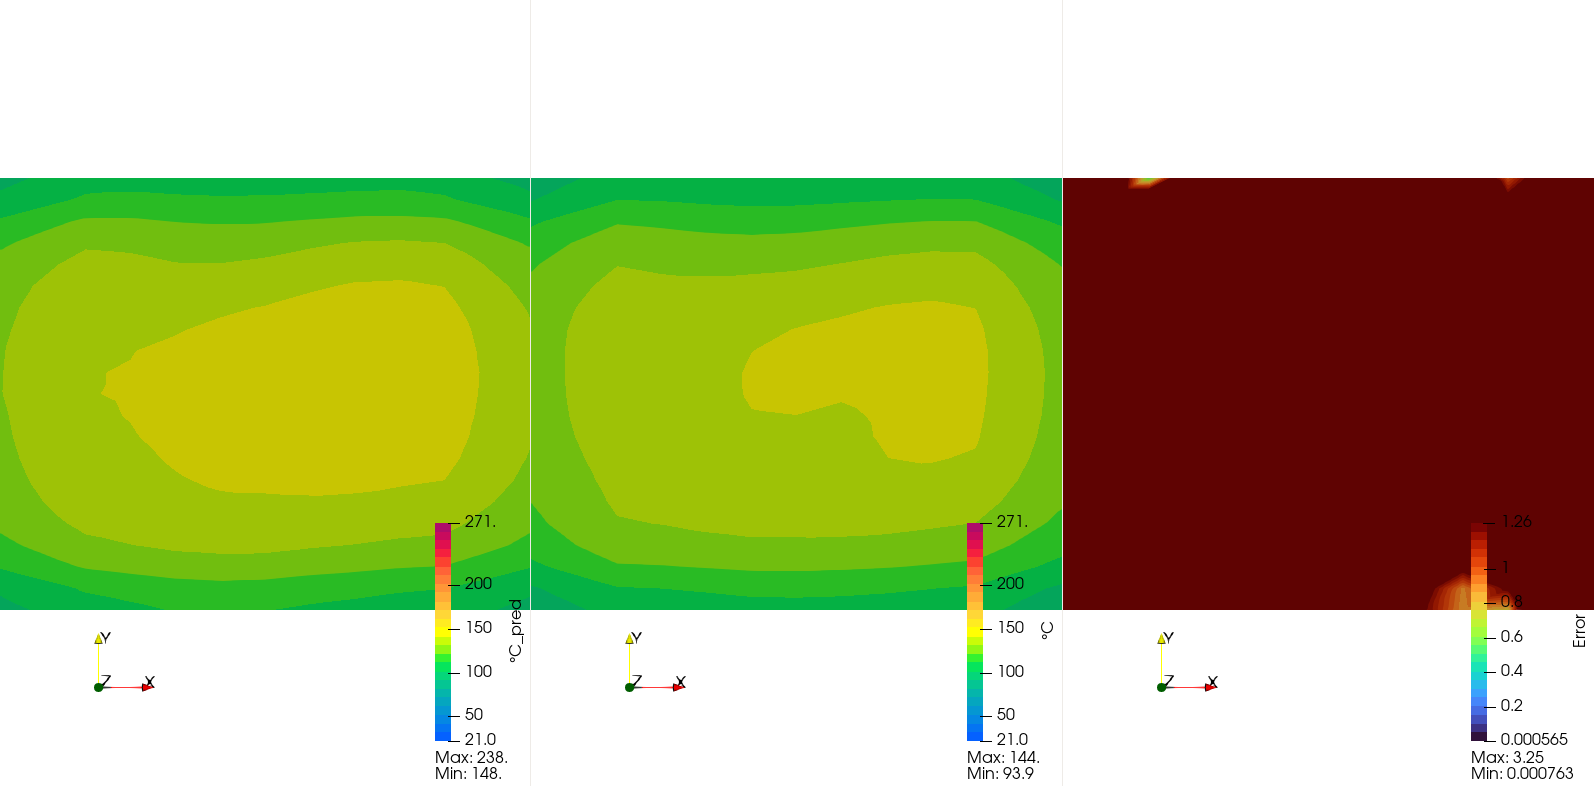 271.
200
150
100
50
21.0
°C_pred
Max: 238.
Min: 148.
Y
Z
X
271.
200
150
100
50
21.0
°C
Max: 144.
Min: 93.9
Y
Z
X
1.26
1
0.8
0.6
0.4
0.2
0.000565
Error
Max: 3.25
Min: 0.000763
Y
Z
X